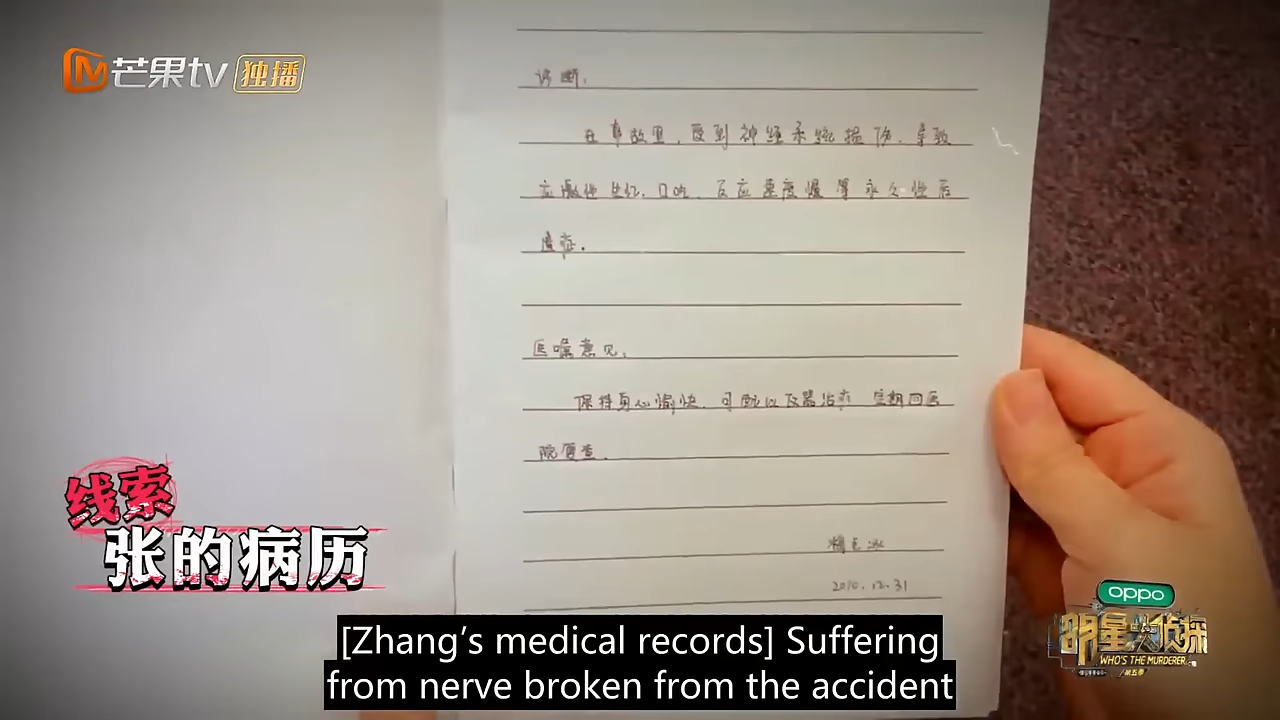 芒果tv 独播
诊断:
在事故里,受到神经系统损伤,导致
应激性失忆,口吃,反应速度慢等永久性后
遗症.
医嘱意见:
保持身心愉快,可配以仪器治疗 定期回医
院复查.
2010.12.31
线索
张的病历
oppo
明星大侦探
WHO'S THE MURDERER
第五季
[Zhang's medical records] Suffering
from nerve broken from the accident